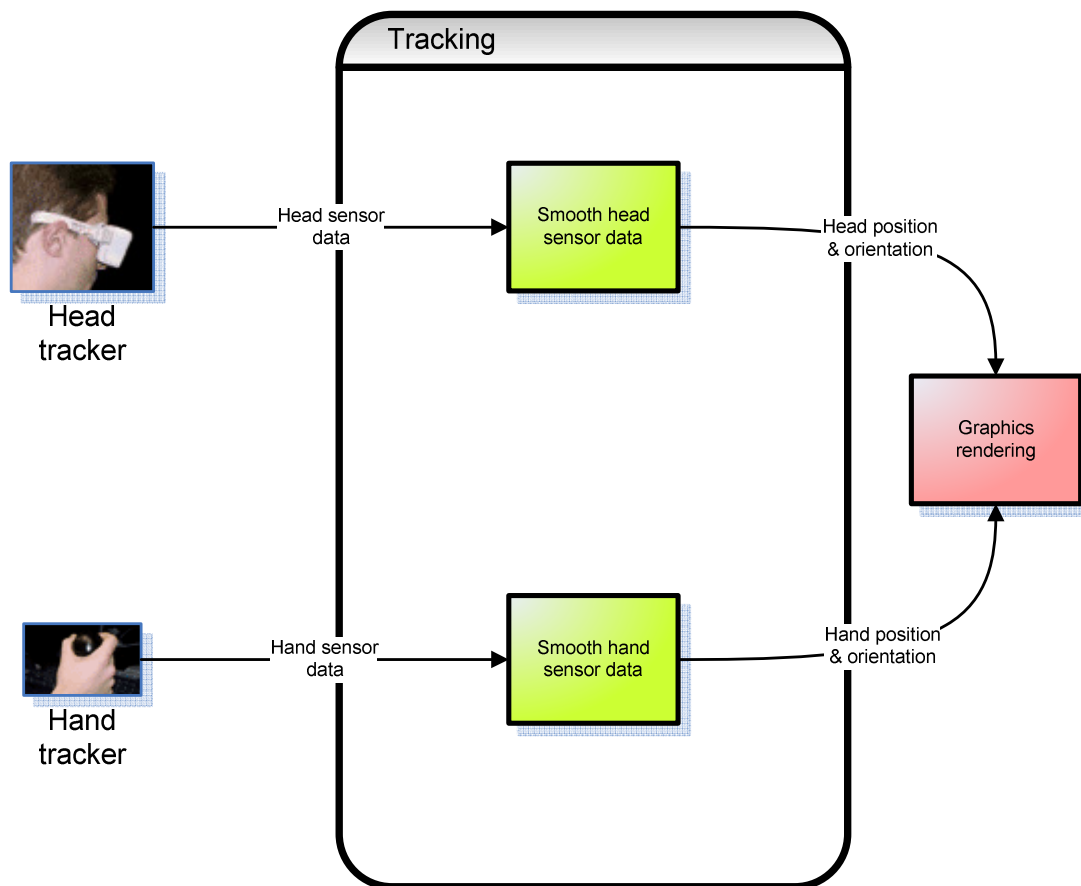 Tracking
Head sensor
data
Smooth head
sensor data
Head position
& orientation
Head
tracker
Graphics
rendering
Hand sensor
data
Smooth hand
sensor data
Hand position
& orientation
Hand
tracker